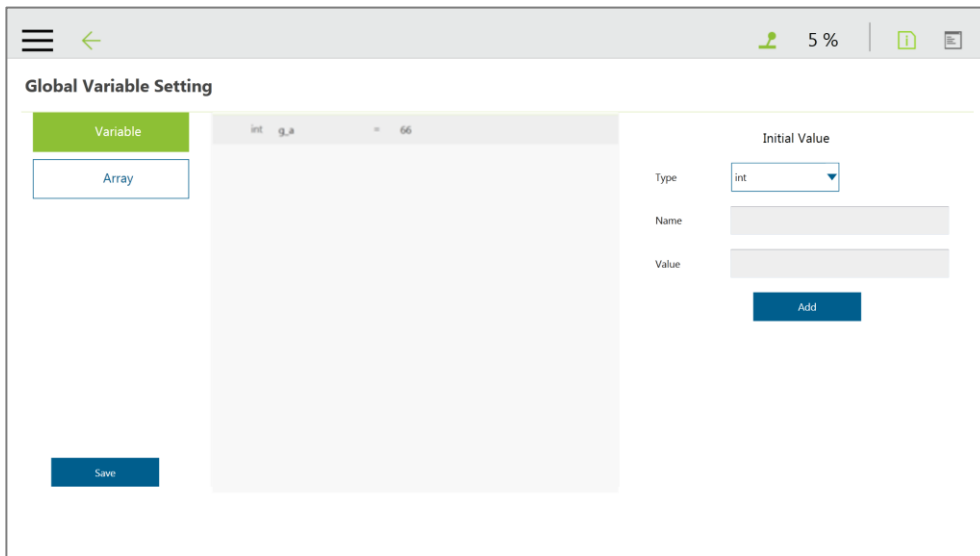 5 %
Global Variable Setting
Variable
Array
Save
int g_a = 66
Initial Value
Type int
Name
Value
Add